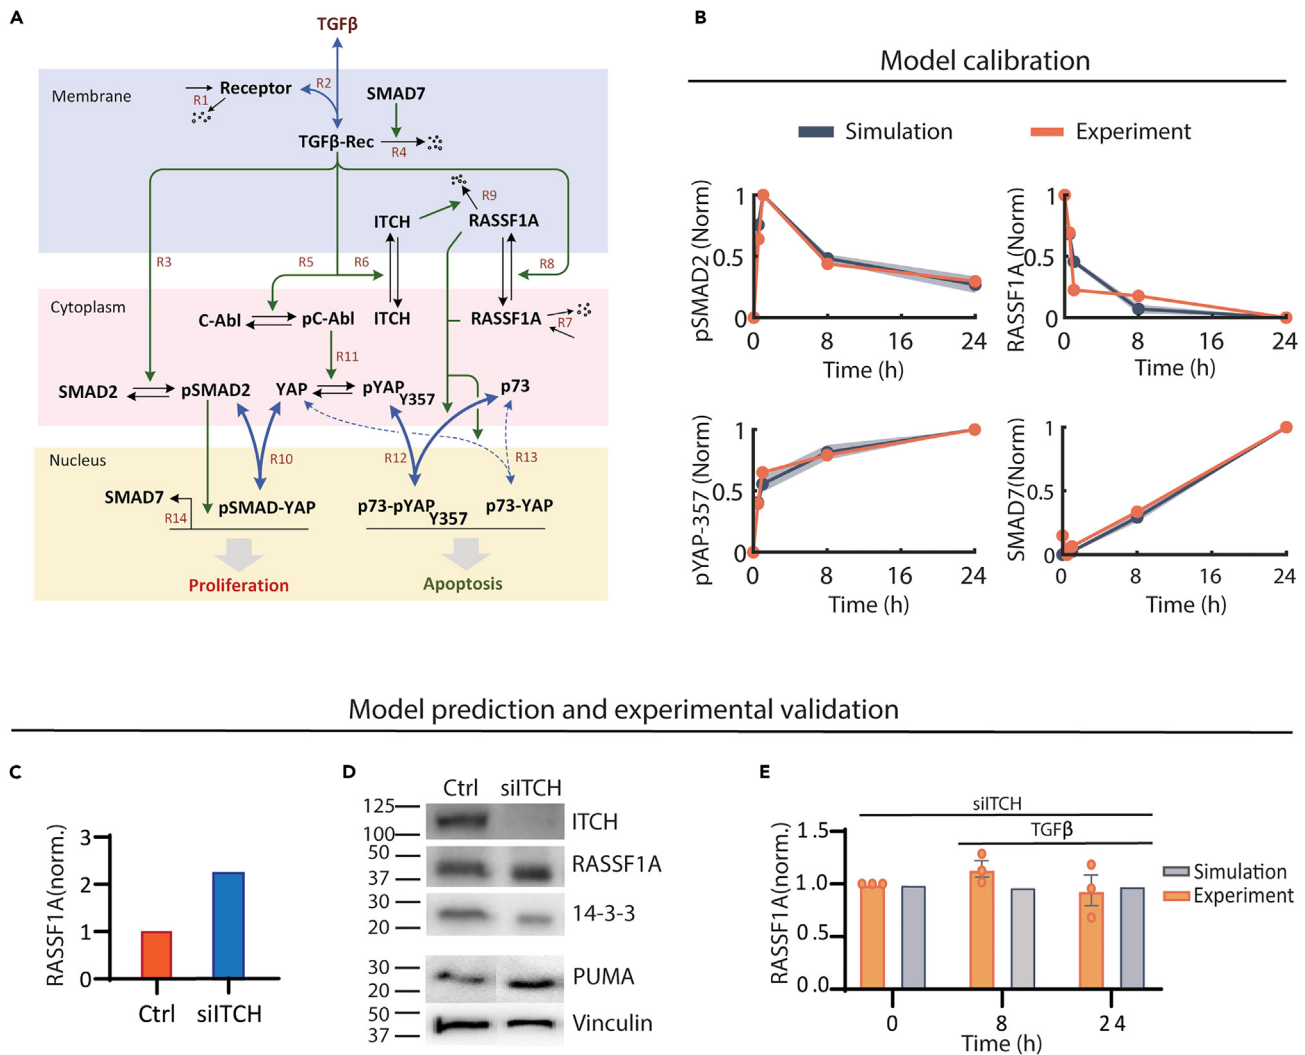 A
TGFβ
Membrane
Receptor
R1
R2
SMAD7
TGFβ-Rec
R4
R9
ITCH
RASSF1A
R3
R5
R6
R8
Cytoplasm
C-Abl
pC-Abl
ITCH
RASSF1A
R7
R11
SMAD2
pSMAD2
YAP
pYAP
Y357
p73
Nucleus
R10
R12
R13
SMAD7
R14
pSMAD-YAP
p73-pYAP
Y357
p73-YAP
Proliferation
Apoptosis
B
Model calibration
Simulation
Experiment
pSMAD2 (Norm)
1
0.5
0
0
8
16
24
Time (h)
RASSF1A (Norm)
1
0.5
0
0
8
16
24
Time (h)
pYAP-357 (Norm)
1
0.5
0
0
8
16
24
Time (h)
SMAD7(Norm)
1
0.5
0
0
8
16
24
Time (h)
Model prediction and experimental validation
C
RASSF1A(norm.)
3
2
1
0
Ctrl
siITCH
D
Ctrl
siITCH
125
100
ITCH
50
37
RASSF1A
30
20
14-3-3
30
20
PUMA
50
37
Vinculin
E
siITCH
TGFβ
RASSF1A(norm.)
1.5
1.0
0.5
0.0
0
8
24
Time (h)
Simulation
Experiment